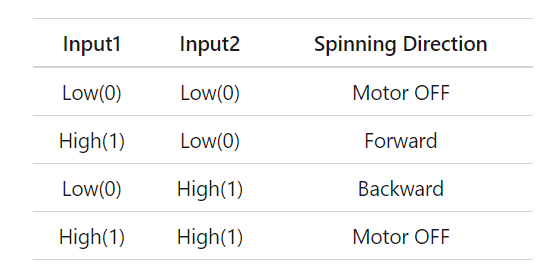 Input1 Input2 Spinning Direction
Low(0) Low(0) Motor OFF
High(1) Low(0) Forward
Low(0) High(1) Backward
High(1) High(1) Motor OFF